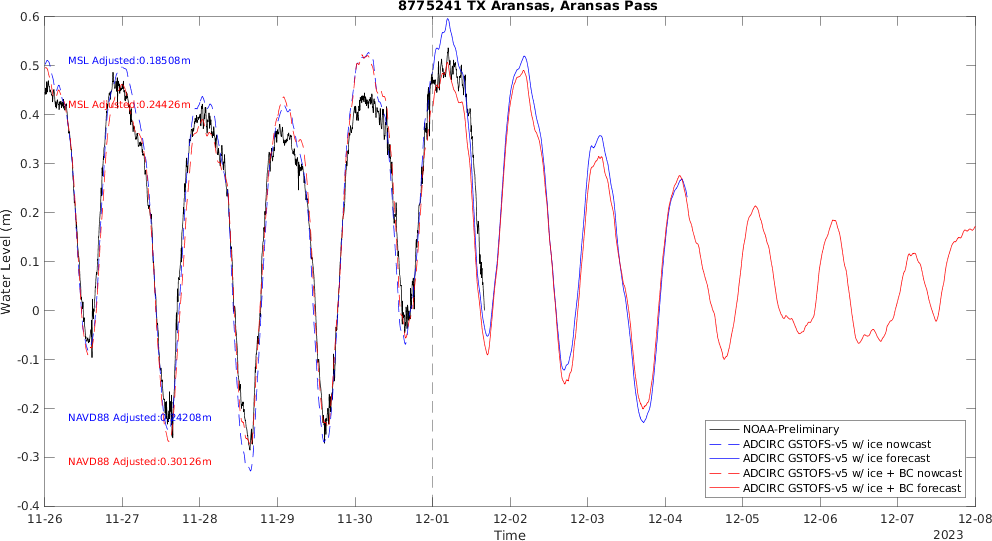 8775241 TX Aransas, Aransas Pass
0.6
0.5
0.4
0.3
0.2
0.1
0
-0.1
-0.2
-0.3
-0.4
Water Level (m)
MSL Adjusted:0.18508m
MSL Adjusted:0.24426m
NAVD88 Adjusted:0.24208m
NAVD88 Adjusted:0.30126m
NOAA-Preliminary
ADCIRC GSTOFS-v5 w/ ice nowcast
ADCIRC GSTOFS-v5 w/ ice forecast
ADCIRC GSTOFS-v5 w/ ice + BC nowcast
ADCIRC GSTOFS-v5 w/ ice + BC forecast
11-26 11-27 11-28 11-29 11-30 12-01 12-02 12-03 12-04 12-05 12-06 12-07 12-08
Time
2023